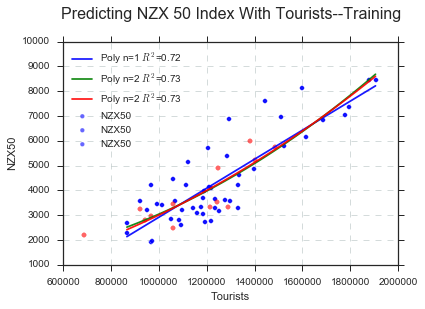 Predicting NZX 50 Index With Tourists--Training
10000
9000
8000
7000
6000
5000
4000
3000
2000
1000
NZX50
Poly n=1 R²=0.72
Poly n=2 R²=0.73
Poly n=2 R²=0.73
NZX50
NZX50
NZX50
600000 800000 1000000 1200000 1400000 1600000 1800000 2000000
Tourists